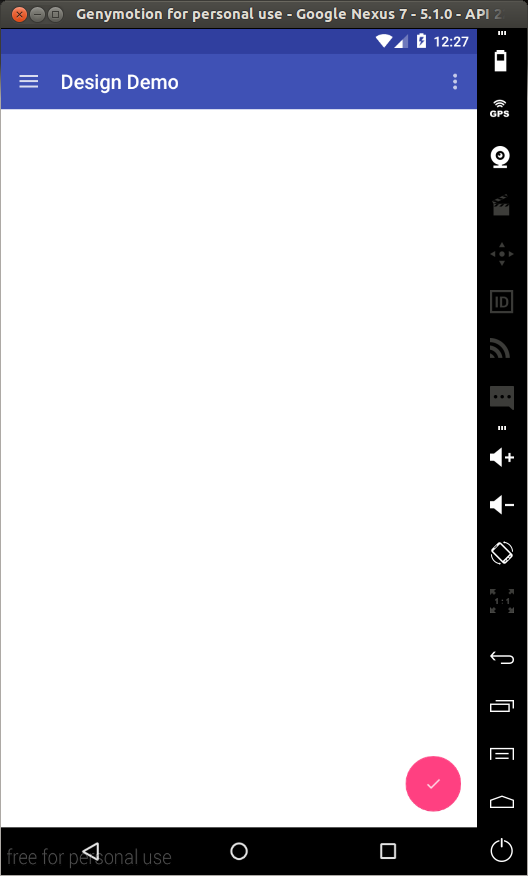 Genymotion for personal use - Google Nexus 7 - 5.1.0 - API 2
12:27
Design Demo
GPS
ID
1:1
free for personal use